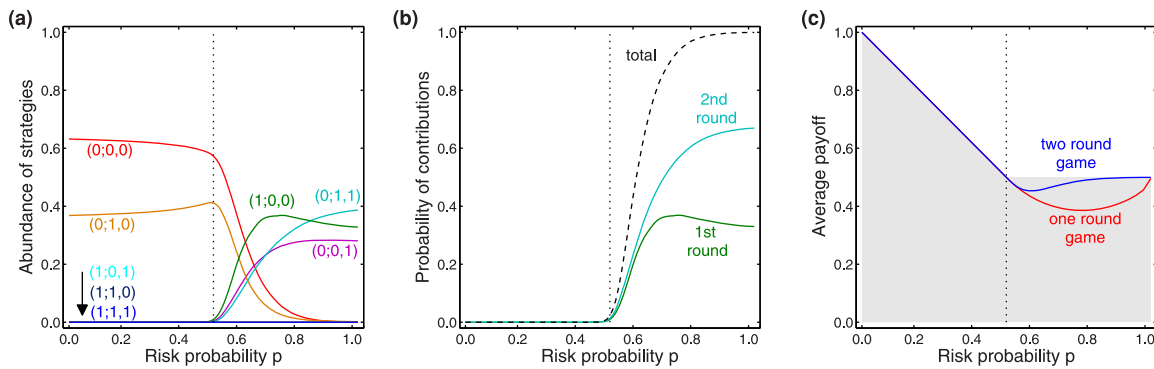 (a)
Abundance of strategies
1.0
0.8
0.6
0.4
0.2
0.0
(0;0,0)
(0;1,0)
(1;0,0)
(0;1,1)
(0;0,1)
(1;0,1)
(1;1,0)
(1;1,1)
0.0 0.2 0.4 0.6 0.8 1.0
Risk probability p
(b)
Probability of contributions
1.0
0.8
0.6
0.4
0.2
0.0
total
2nd
round
1st
round
0.0 0.2 0.4 0.6 0.8 1.0
Risk probability p
(c)
Average payoff
1.0
0.8
0.6
0.4
0.2
0.0
two round
game
one round
game
0.0 0.2 0.4 0.6 0.8 1.0
Risk probability p